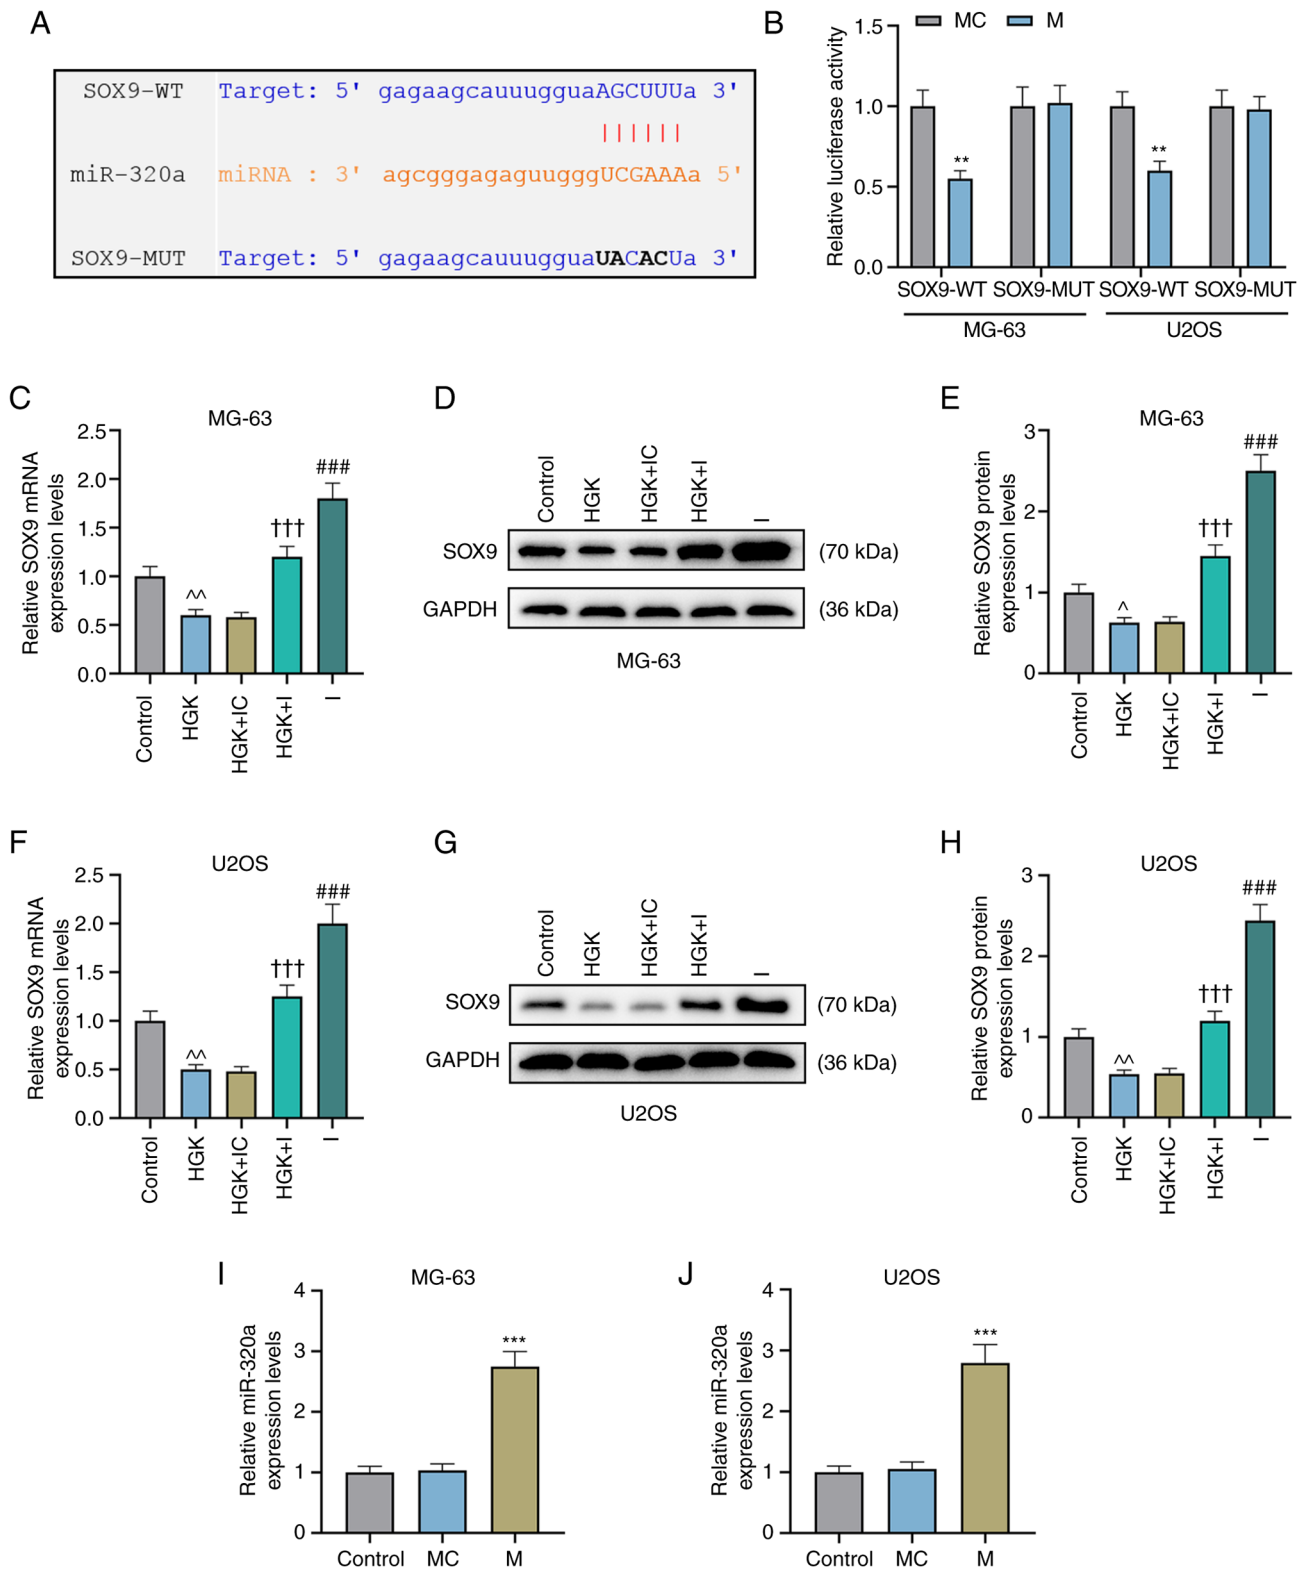 A
SOX9-WT Target: 5' gagaagcauuugguaAGCUUUa 3'
||||||
miR-320a miRNA : 3' agcgggagaguugggUCGAAAa 5'
SOX9-MUT Target: 5' gagaagcauuugguaUACACUa 3'
B
MC M
Relative luciferase activity
1.5
1.0
0.5
0.0
** **
SOX9-WT SOX9-MUT SOX9-WT SOX9-MUT
MG-63 U2OS
C
MG-63
Relative SOX9 mRNA
expression levels
2.5
2.0
1.5
1.0
0.5
0.0
^^ ††† ###
Control HGK HGK+IC HGK+I I
D
Control HGK HGK+IC HGK+I I
SOX9 (70 kDa)
GAPDH (36 kDa)
MG-63
E
MG-63
Relative SOX9 protein
expression levels
3
2
1
0
^ ††† ###
Control HGK HGK+IC HGK+I I
F
U2OS
Relative SOX9 mRNA
expression levels
2.5
2.0
1.5
1.0
0.5
0.0
^^ ††† ###
Control HGK HGK+IC HGK+I I
G
Control HGK HGK+IC HGK+I I
SOX9 (70 kDa)
GAPDH (36 kDa)
U2OS
H
U2OS
Relative SOX9 protein
expression levels
3
2
1
0
^^ ††† ###
Control HGK HGK+IC HGK+I I
I
MG-63
Relative miR-320a
expression levels
4
3
2
1
0
***
Control MC M
J
U2OS
Relative miR-320a
expression levels
4
3
2
1
0
***
Control MC M